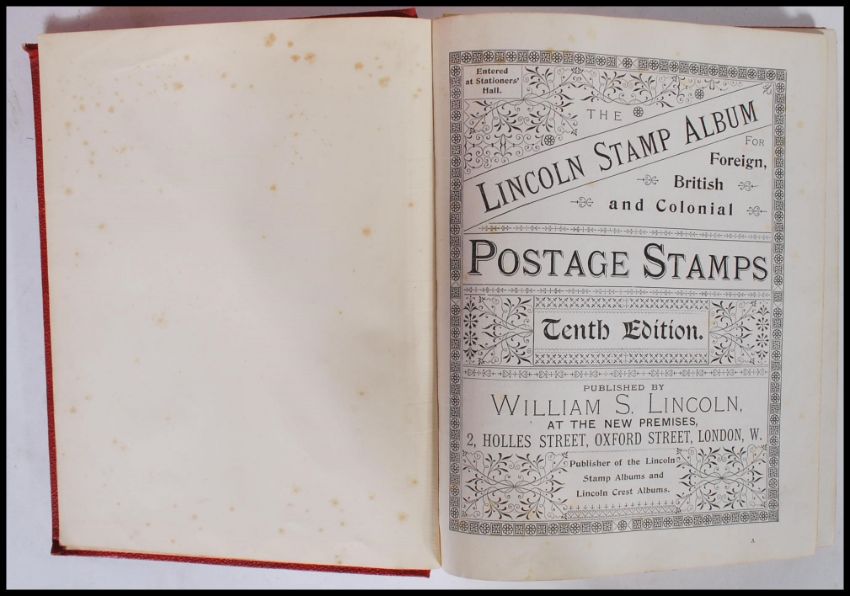 Entered
at Stationers'
Hall.
THE
LINCOLN STAMP ALBUM
FOR
Foreign,
British
and Colonial
POSTAGE STAMPS
Tenth Edition.
PUBLISHED BY
WILLIAM S. LINCOLN,
AT THE NEW PREMISES,
2, HOLLES STREET, OXFORD STREET, LONDON, W.
Publisher of the Lincoln
Stamp Albums and
Lincoln Crest Albums.
A